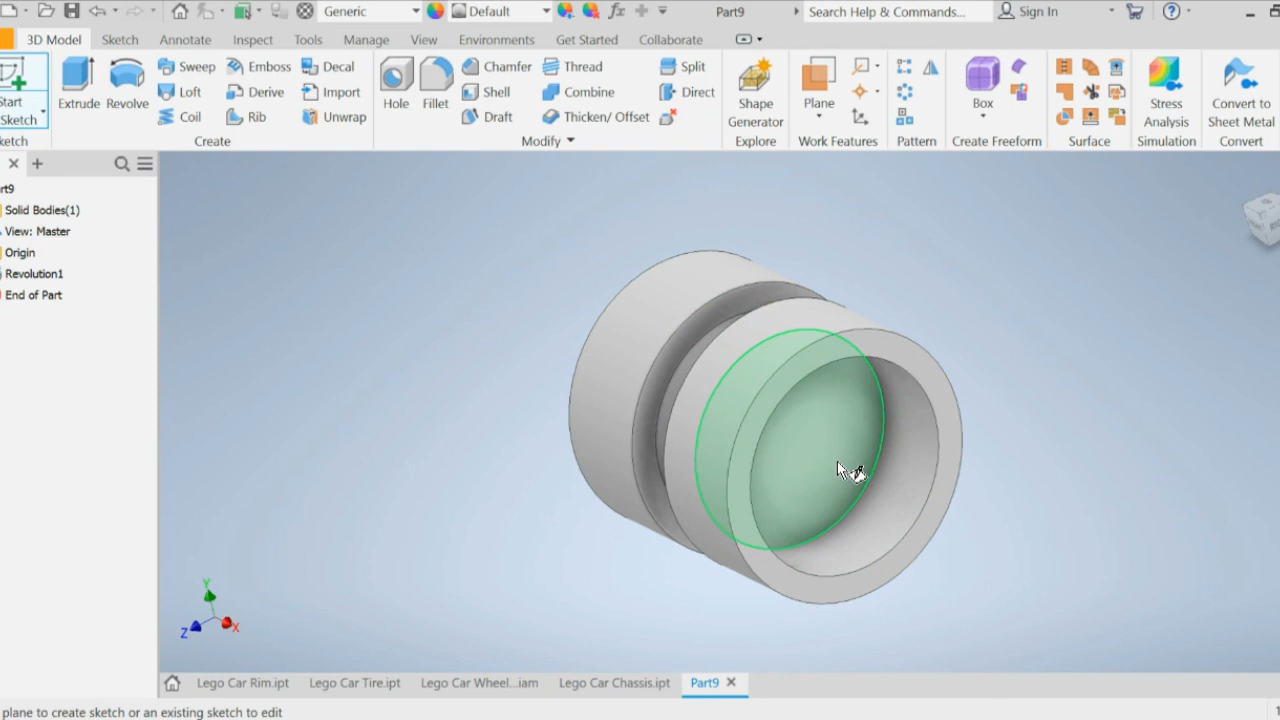 Generic
Default
Part9
Search Help & Commands...
Sign In
3D Model
Sketch
Annotate
Inspect
Tools
Manage
View
Environments
Get Started
Collaborate
Start
Sketch
Extrude
Revolve
Sweep
Emboss
Decal
Loft
Derive
Import
Coil
Rib
Unwrap
Hole
Fillet
Chamfer
Thread
Split
Shell
Combine
Direct
Draft
Thicken/ Offset
Shape
Generator
Plane
Box
Stress
Analysis
Convert to
Sheet Metal
ketch
Create
Modify
Explore
Work Features
Pattern
Create Freeform
Surface
Simulation
Convert
rt9
Solid Bodies(1)
View: Master
Origin
Revolution1
End of Part
Y
Z
X
Lego Car Rim.ipt
Lego Car Tire.ipt
Lego Car Wheel...iam
Lego Car Chassis.ipt
Part9
plane to create sketch or an existing sketch to edit